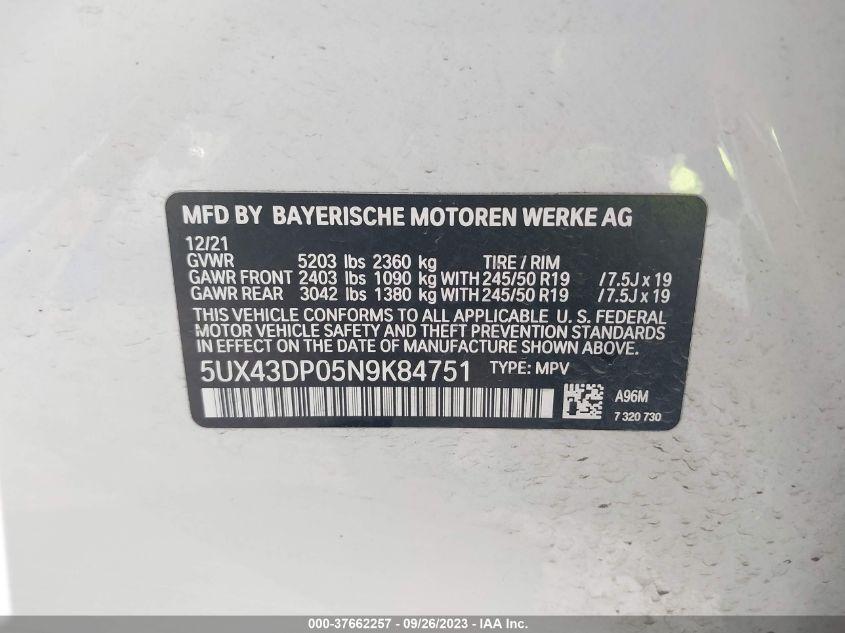 MFD BY BAYERISCHE MOTOREN WERKE AG
12/21
GVWR 5203 lbs 2360 kg TIRE / RIM
GAWR FRONT 2403 lbs 1090 kg WITH 245/50 R19 / 7.5J x 19
GAWR REAR 3042 lbs 1380 kg WITH 245/50 R19 / 7.5J x 19
THIS VEHICLE CONFORMS TO ALL APPLICABLE U. S. FEDERAL
MOTOR VEHICLE SAFETY AND THEFT PREVENTION STANDARDS
IN EFFECT ON THE DATE OF MANUFACTURE SHOWN ABOVE.
5UX43DP05N9K84751 TYPE: MPV
A96M
7 320 730
000-37662257 - 09/26/2023 - IAA Inc.